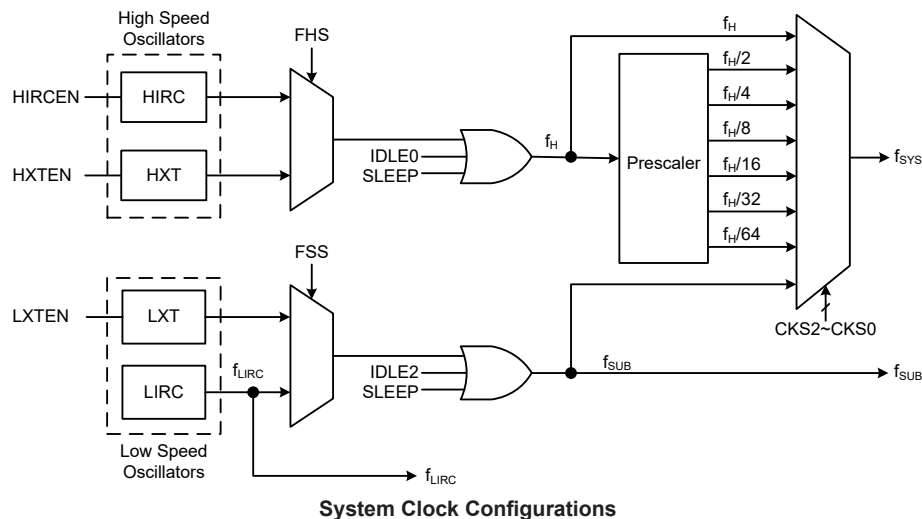 High Speed
Oscillators
FHS
HIRCEN
HIRC
HXTEN
HXT
IDLE0
SLEEP
fH
fH
Prescaler
fH/2
fH/4
fH/8
fH/16
fH/32
fH/64
fSYS
CKS2~CKS0
FSS
LXTEN
LXT
LIRC
fLIRC
IDLE2
SLEEP
fSUB
fSUB
Low Speed
Oscillators
fLIRC
System Clock Configurations